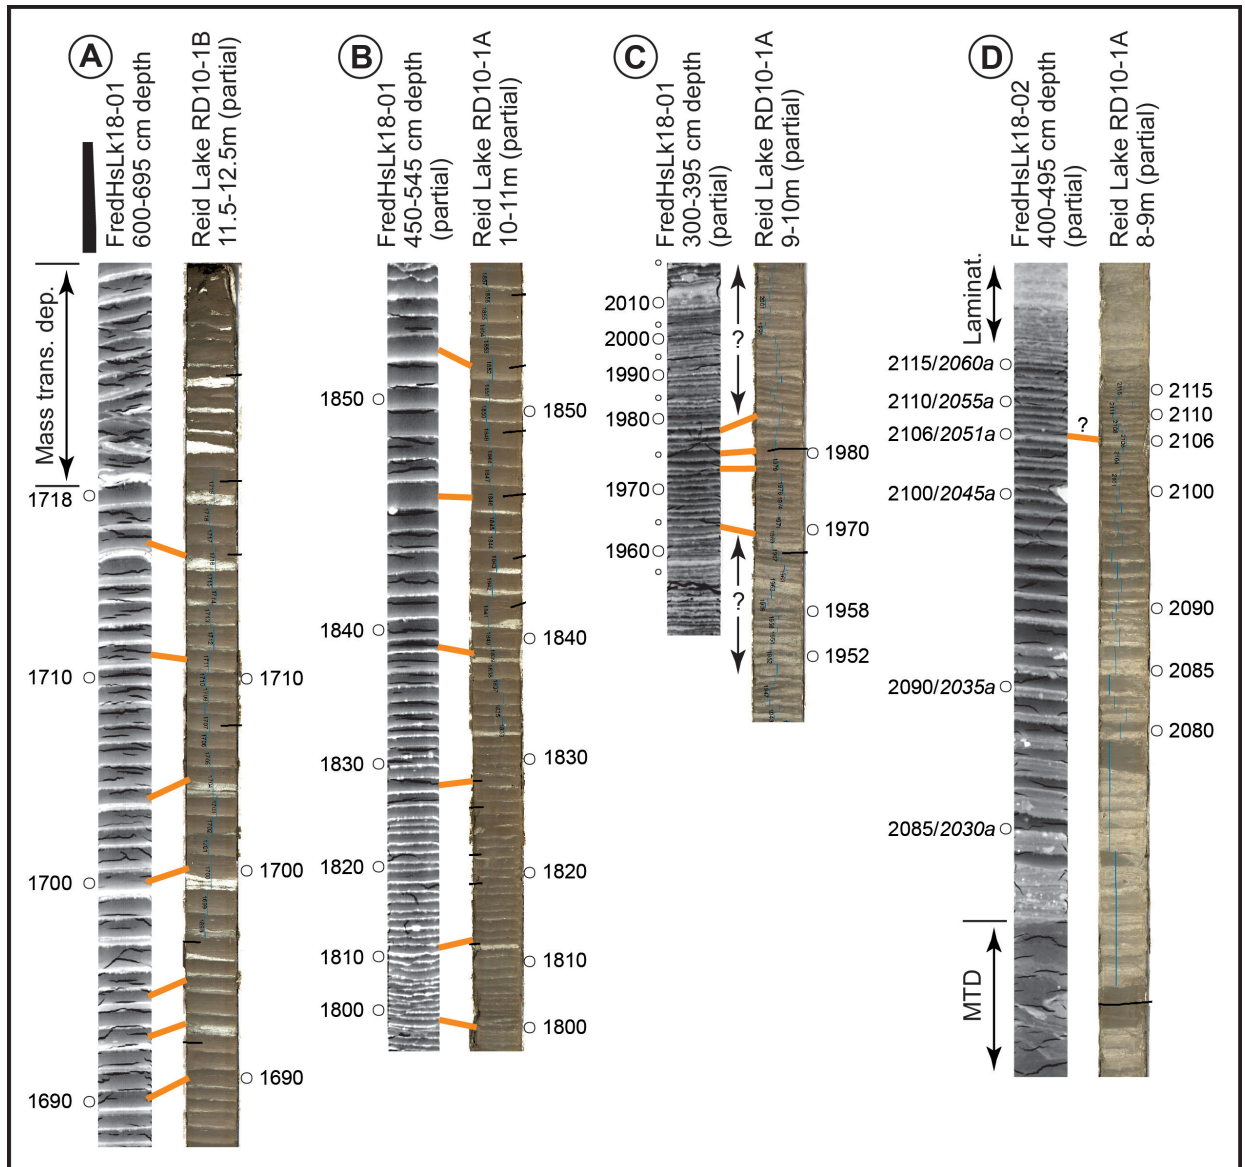 A
FredHsLk18-01
600-695 cm depth
Reid Lake RD10-1B
11.5-12.5m (partial)
Mass trans. dep.
1718
1710
1700
1690
1710
1700
1690
B
FredHsLk18-01
450-545 cm depth
(partial)
Reid Lake RD10-1A
10-11m (partial)
1850
1840
1830
1820
1810
1800
1850
1840
1830
1820
1810
1800
C
FredHsLk18-01
300-395 cm depth
(partial)
Reid Lake RD10-1A
9-10m (partial)
2010
2000
1990
1980
1970
1960
?
?
1980
1970
1958
1952
D
FredHsLk18-02
400-495 cm depth
(partial)
Reid Lake RD10-1A
8-9m (partial)
Laminat.
2115/2060a
2110/2055a
2106/2051a
2100/2045a
2090/2035a
2085/2030a
MTD
?
2115
2110
2106
2100
2090
2085
2080